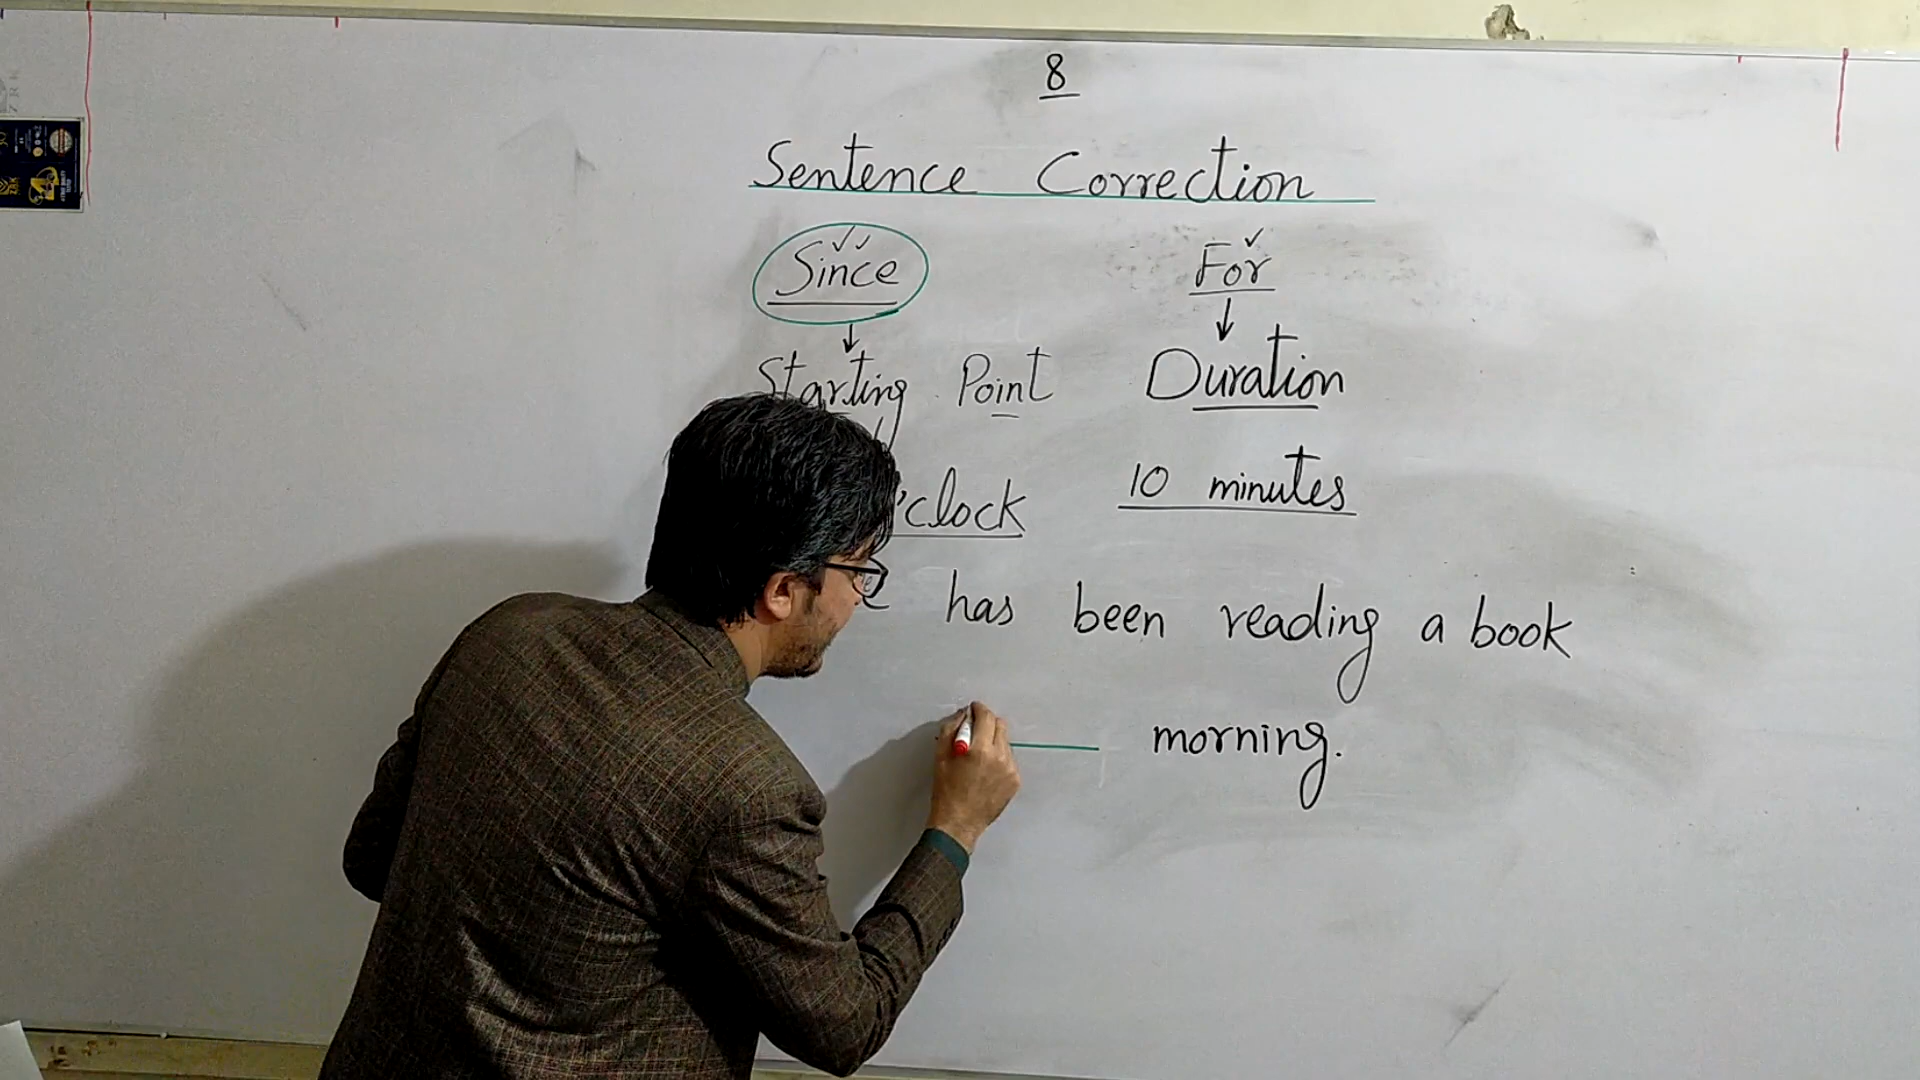 8
Sentence Correction
Since For
Starting Point Duration
'clock 10 minutes
has been reading a book
morning.